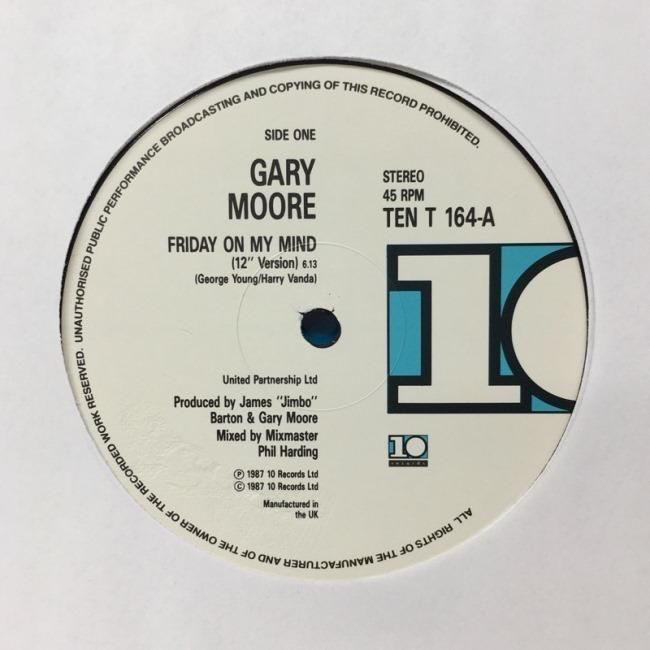 UNAUTHORISED PUBLIC PERFORMANCE BROADCASTING AND COPYING OF THIS RECORD PROHIBITED.
SIDE ONE
GARY
MOORE
FRIDAY ON MY MIND
(12" Version) 6.13
(George Young/Harry Vanda)
STEREO
45 RPM
TEN T 164-A
10
United Partnership Ltd
Produced by James "Jimbo"
Barton & Gary Moore
Mixed by Mixmaster
Phil Harding
℗ 1987 10 Records Ltd
© 1987 10 Records Ltd
Manufactured in
the UK
10
records
ALL RIGHTS OF THE MANUFACTURER AND OF THE OWNER OF THE RECORDED WORK RESERVED.